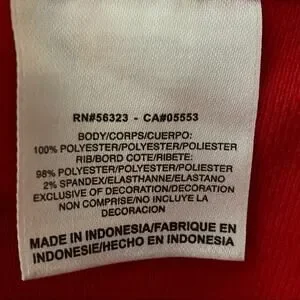 RN#56323 - CA#05553
BODY/CORPS/CUERPO:
100% POLYESTER/POLYESTER/POLIESTER
RIB/BORD COTE/RIBETE:
98% POLYESTER/POLYESTER/POLIESTER
2% SPANDEX/ELASTHANNE/ELASTANO
EXCLUSIVE OF DECORATION/DECORATION
NON COMPRISE/NO INCLUYE LA
DECORACION
MADE IN INDONESIA/FABRIQUE EN
INDONESIE/HECHO EN INDONESIA